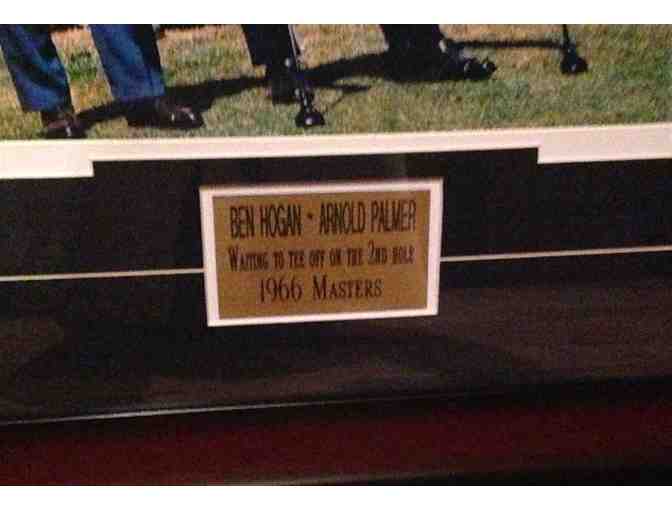 BEN HOGAN * ARNOLD PALMER
WAITING TO TEE OFF ON THE 2ND HOLE
1966 MASTERS